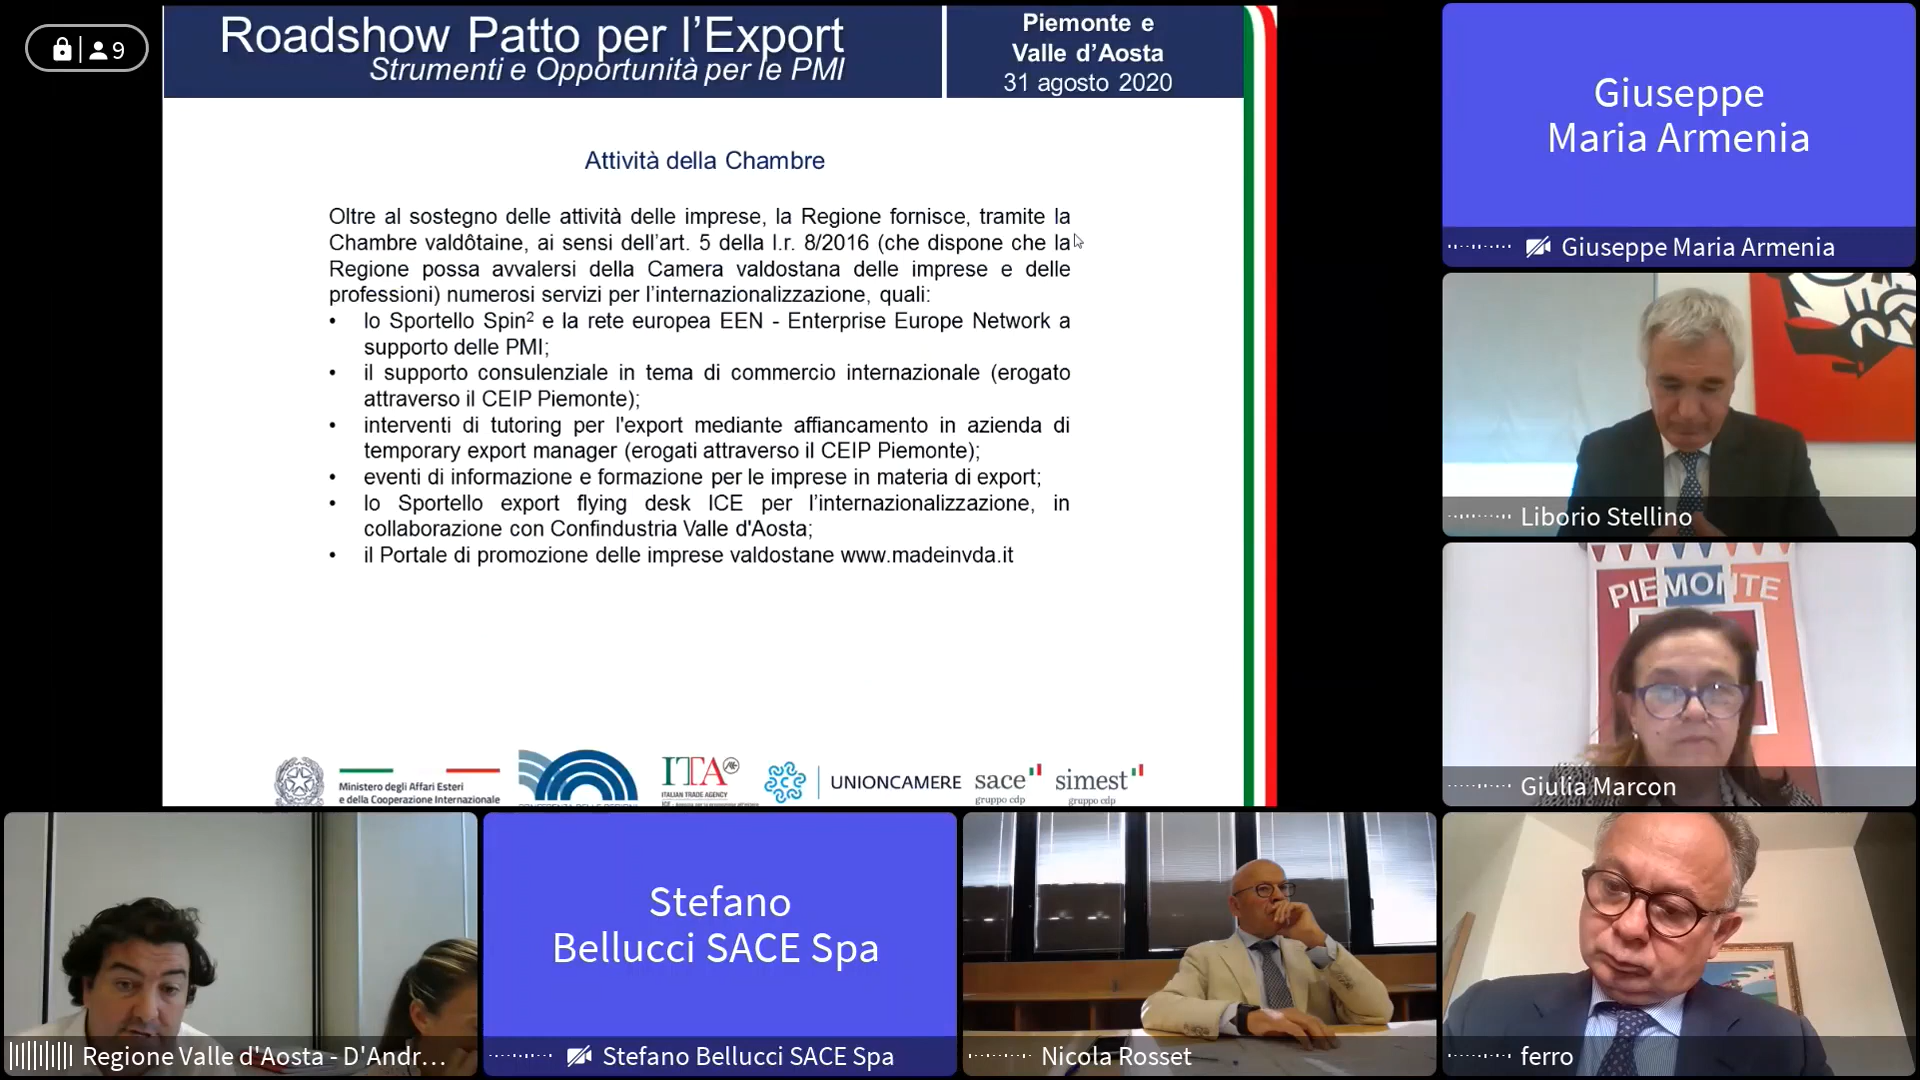 9
Roadshow Patto per l’Export
Strumenti e Opportunità per le PMI
Piemonte e
Valle d’Aosta
31 agosto 2020
Attività della Chambre
Oltre al sostegno delle attività delle imprese, la Regione fornisce, tramite la
Chambre valdôtaine, ai sensi dell’art. 5 della l.r. 8/2016 (che dispone che la
Regione possa avvalersi della Camera valdostana delle imprese e delle
professioni) numerosi servizi per l’internazionalizzazione, quali:
• lo Sportello Spin² e la rete europea EEN - Enterprise Europe Network a
supporto delle PMI;
• il supporto consulenziale in tema di commercio internazionale (erogato
attraverso il CEIP Piemonte);
• interventi di tutoring per l'export mediante affiancamento in azienda di
temporary export manager (erogati attraverso il CEIP Piemonte);
• eventi di informazione e formazione per le imprese in materia di export;
• lo Sportello export flying desk ICE per l’internazionalizzazione, in
collaborazione con Confindustria Valle d'Aosta;
• il Portale di promozione delle imprese valdostane www.madeinvda.it
Ministero degli Affari Esteri
e della Cooperazione Internazionale
ITA
ITALIAN TRADE AGENCY
UNIONCAMERE
sace
gruppo cdp
simest
gruppo cdp
Giuseppe
Maria Armenia
Giuseppe Maria Armenia
Liborio Stellino
PIEMONTE
Giulia Marcon
Regione Valle d'Aosta - D'Andr…
Stefano
Bellucci SACE Spa
Stefano Bellucci SACE Spa
Nicola Rosset
ferro